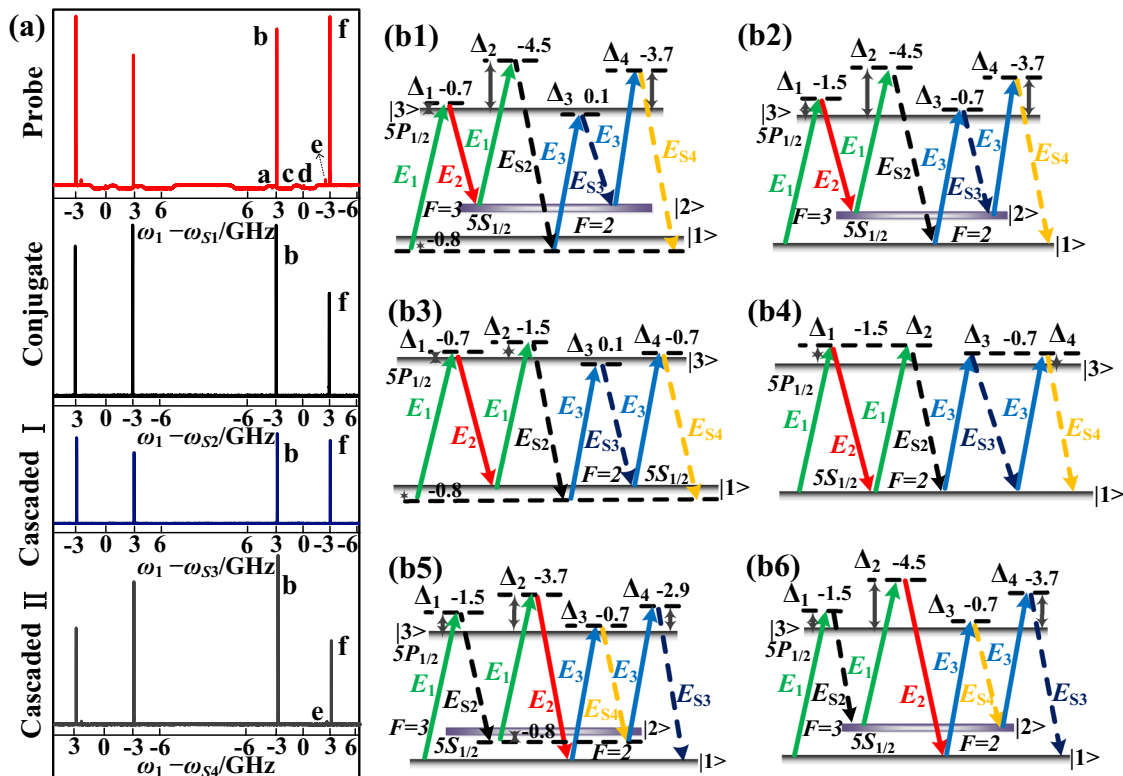 (a)
Probe
b
f
e
a
c
d
-3 0 3 6 6 3 0 -3 -6
ω1 −ωS1/GHz
Conjugate
b
f
3 0 -3 -6 6 3 0 -3 -6
ω1 −ωS2/GHz
Cascaded I
b
f
-3 0 3 6 6 3 0 -3 -6
ω1 −ωS3/GHz
Cascaded II
b
f
e
3 0 -3 -6 -6 -3 0 3 6
ω1 −ωS4/GHz
(b1)
Δ2 -4.5
Δ4 -3.7
Δ1 -0.7
Δ3 0.1
|3>
5P1/2
E1
E2
E1
ES2
E3
ES3
E3
ES4
F=3
5S1/2
F=2
|2>
|1>
-0.8
(b2)
Δ2 -4.5
Δ4 -3.7
Δ1 -1.5
Δ3 -0.7
|3>
5P1/2
E1
E2
E1
ES2
E3
ES3
E3
ES4
F=3
5S1/2
F=2
|2>
|1>
(b3)
Δ1 -0.7
Δ2 -1.5
Δ3 0.1
Δ4 -0.7
|3>
5P1/2
E1
E2
E1
ES2
E3
ES3
E3
ES4
F=2
5S1/2
|1>
-0.8
(b4)
Δ1 -1.5 Δ2
Δ3 -0.7 Δ4
|3>
5P1/2
E1
E2
E1
ES2
E3
ES3
E3
ES4
5S1/2
F=2
|1>
(b5)
Δ1 -1.5
Δ2 -3.7
Δ3 -0.7
Δ4 -2.9
|3>
5P1/2
E1
ES2
E1
E2
E3
ES4
E3
ES3
F=3
5S1/2
-0.8
F=2
|2>
|1>
(b6)
Δ1 -1.5
Δ2 -4.5
Δ3 -0.7
Δ4 -3.7
|3>
5P1/2
E1
ES2
E1
E2
E3
ES4
E3
ES3
F=3
5S1/2
F=2
|2>
|1>